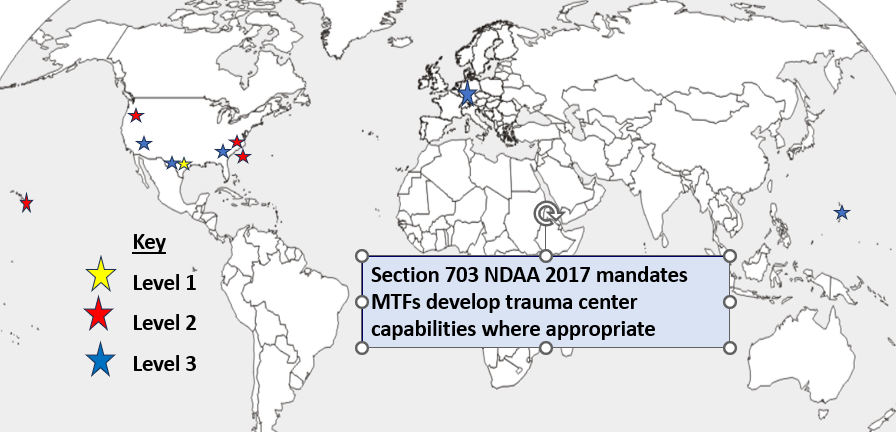 Key
Level 1
Level 2
Level 3
Section 703 NDAA 2017 mandates
MTFs develop trauma center
capabilities where appropriate